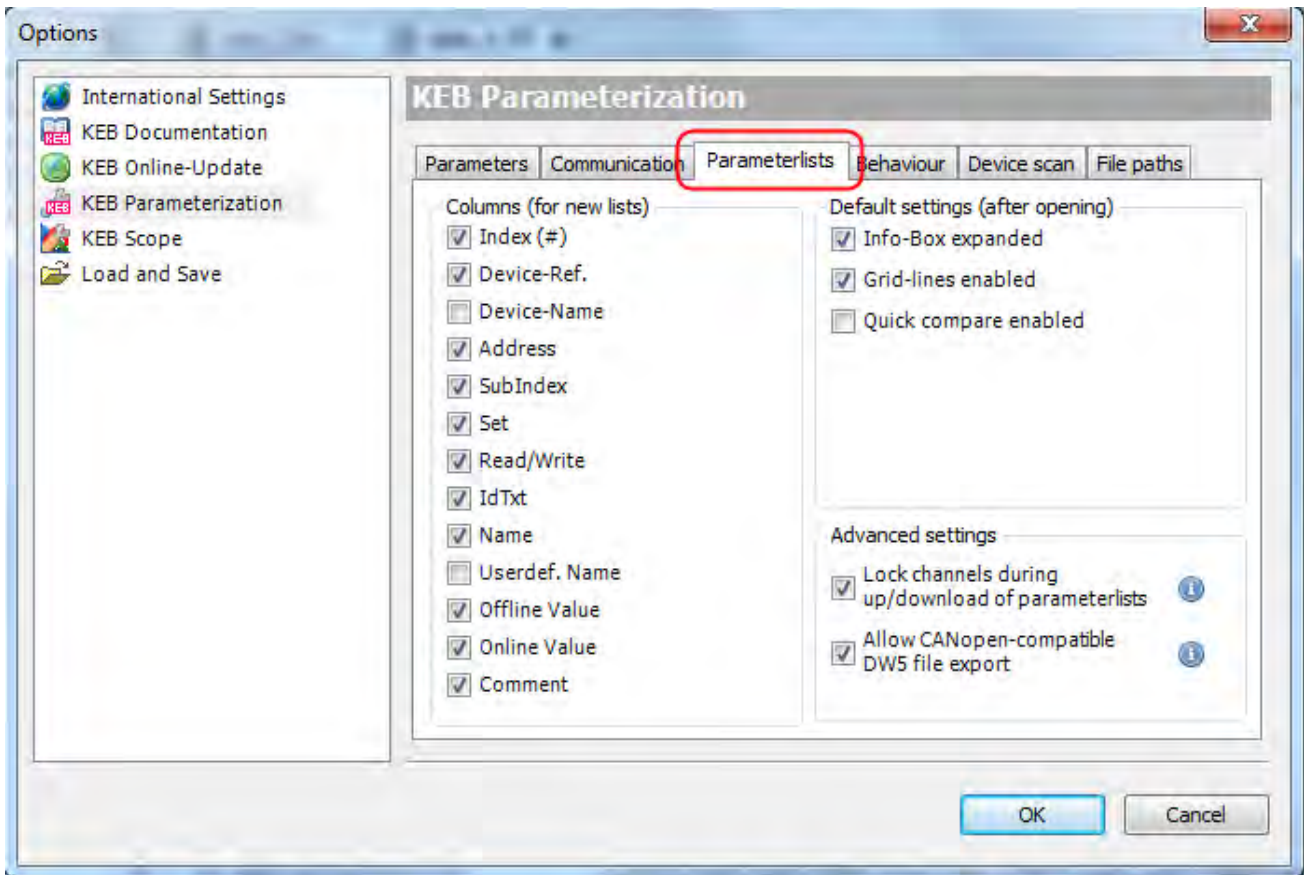 Options
International Settings
KEB Documentation
KEB Online-Update
KEB Parameterization
KEB Scope
Load and Save
KEB Parameterization
Parameters Communication Parameterlists Behaviour Device scan File paths
Columns (for new lists)
Index (#)
Device-Ref.
Device-Name
Address
SubIndex
Set
Read/Write
IdTxt
Name
Userdef. Name
Offline Value
Online Value
Comment
Default settings (after opening)
Info-Box expanded
Grid-lines enabled
Quick compare enabled
Advanced settings
Lock channels during
up/download of parameterlists
Allow CANopen-compatible
DW5 file export
OK Cancel